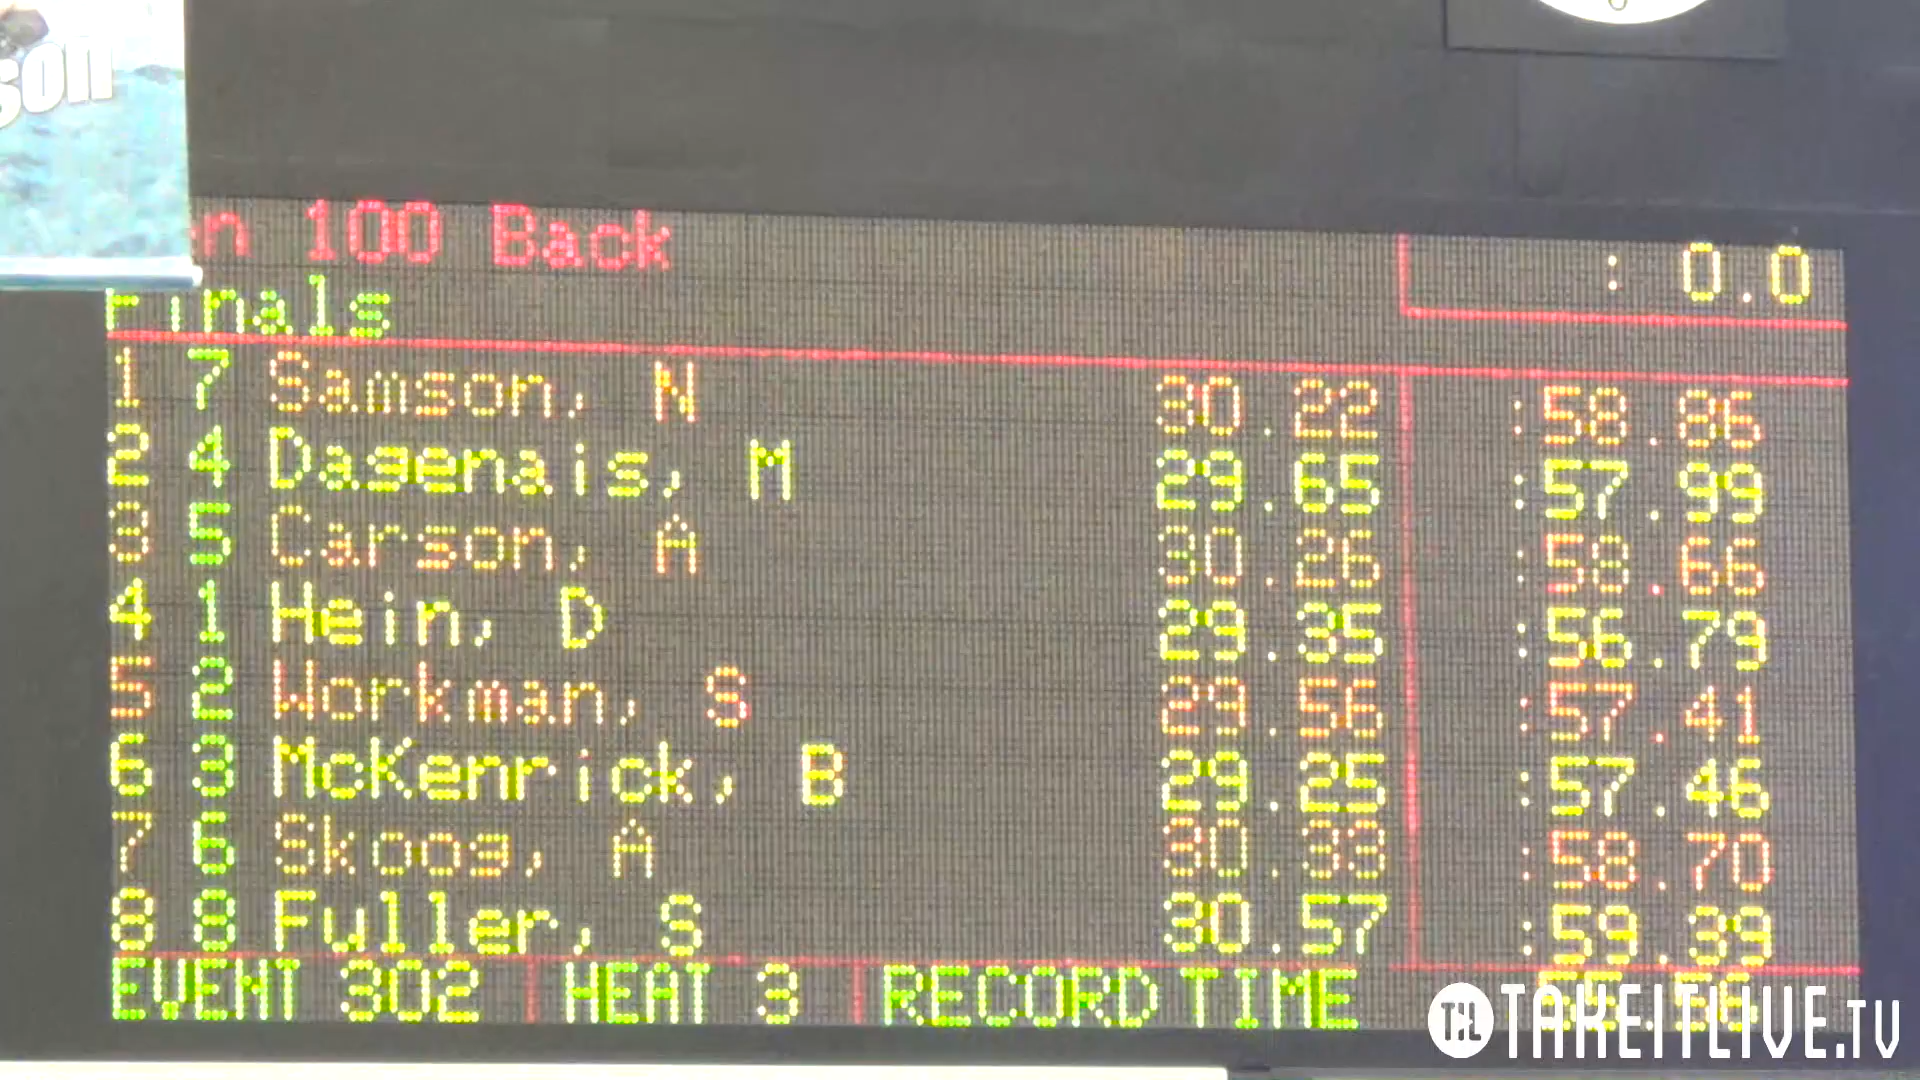 son
n 100 Back
: 0.0
Finals
1 7 Samson, N 30.22 :58.86
2 4 Dagenais, M 29.65 :57.99
3 5 Carson, A 30.26 :58.66
4 1 Hein, D 29.35 :56.79
5 2 Workman, S 29.56 :57.41
6 3 McKenrick, B 29.25 :57.46
7 6 Skoog, A 30.33 :58.70
8 8 Fuller, S 30.57 :59.39
EVENT 302 HEAT 3 RECORD TIME
TAKEITLIVE.TV